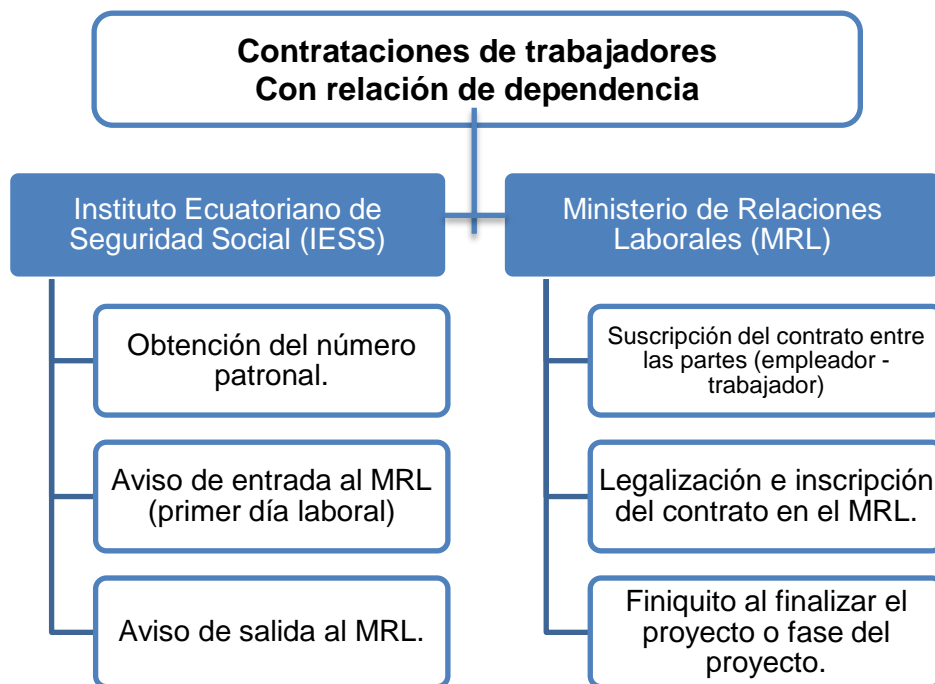 Contrataciones de trabajadores
Con relación de dependencia
Instituto Ecuatoriano de
Seguridad Social (IESS)
Obtención del número
patronal.
Aviso de entrada al MRL
(primer día laboral)
Aviso de salida al MRL.
Ministerio de Relaciones
Laborales (MRL)
Suscripción del contrato entre
las partes (empleador -
trabajador)
Legalización e inscripción
del contrato en el MRL.
Finiquito al finalizar el
proyecto o fase del
proyecto.